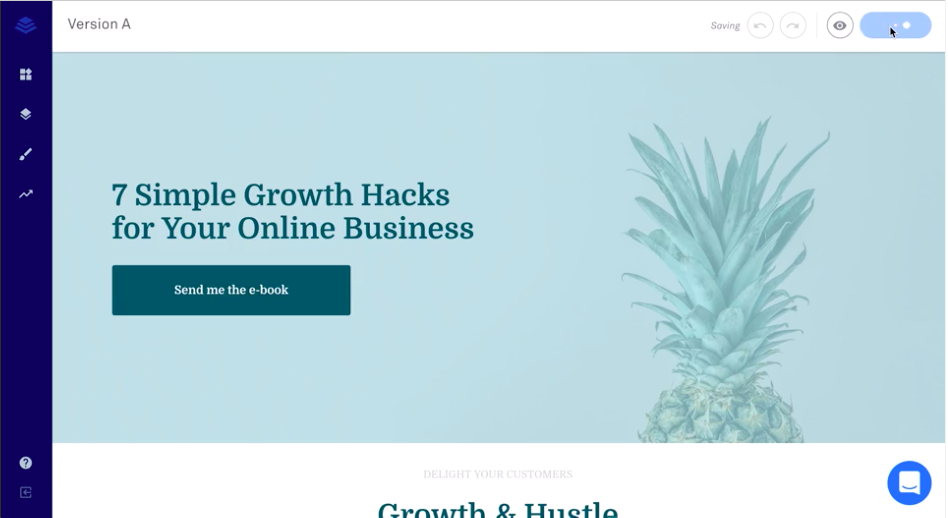 Version A
Saving
7 Simple Growth Hacks
for Your Online Business
Send me the e-book
DELIGHT YOUR CUSTOMERS
Growth & Hustle